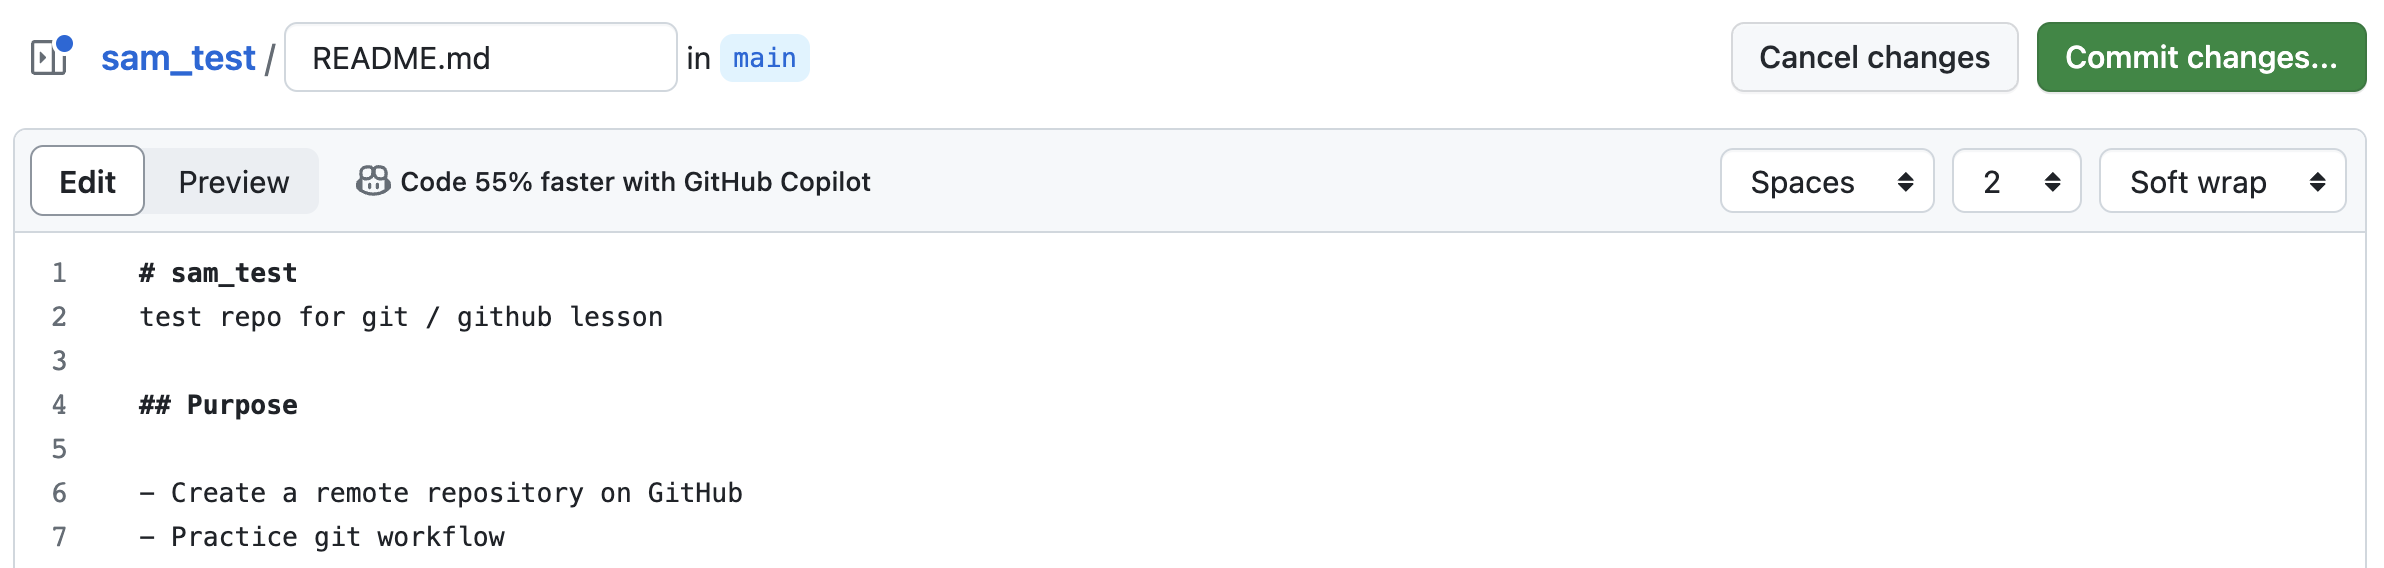 sam_test / README.md in main Cancel changes Commit changes...
Edit Preview Code 55% faster with GitHub Copilot Spaces 2 Soft wrap
1 # sam_test
2 test repo for git / github lesson
3
4 ## Purpose
5
6 - Create a remote repository on GitHub
7 - Practice git workflow